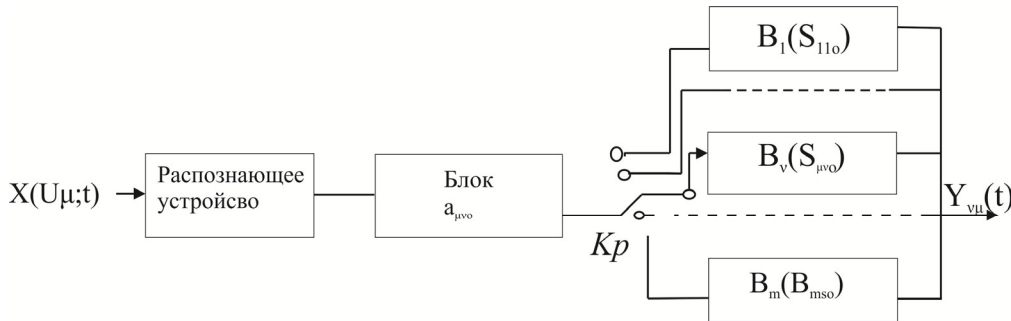 B₁(S₁₁ₒ)
X(Uμ;t)
Распознающее
устройсво
Блок
aμνo
Bν(Sμνo)
Yνμ(t)
Kp
Bm(Bmso)